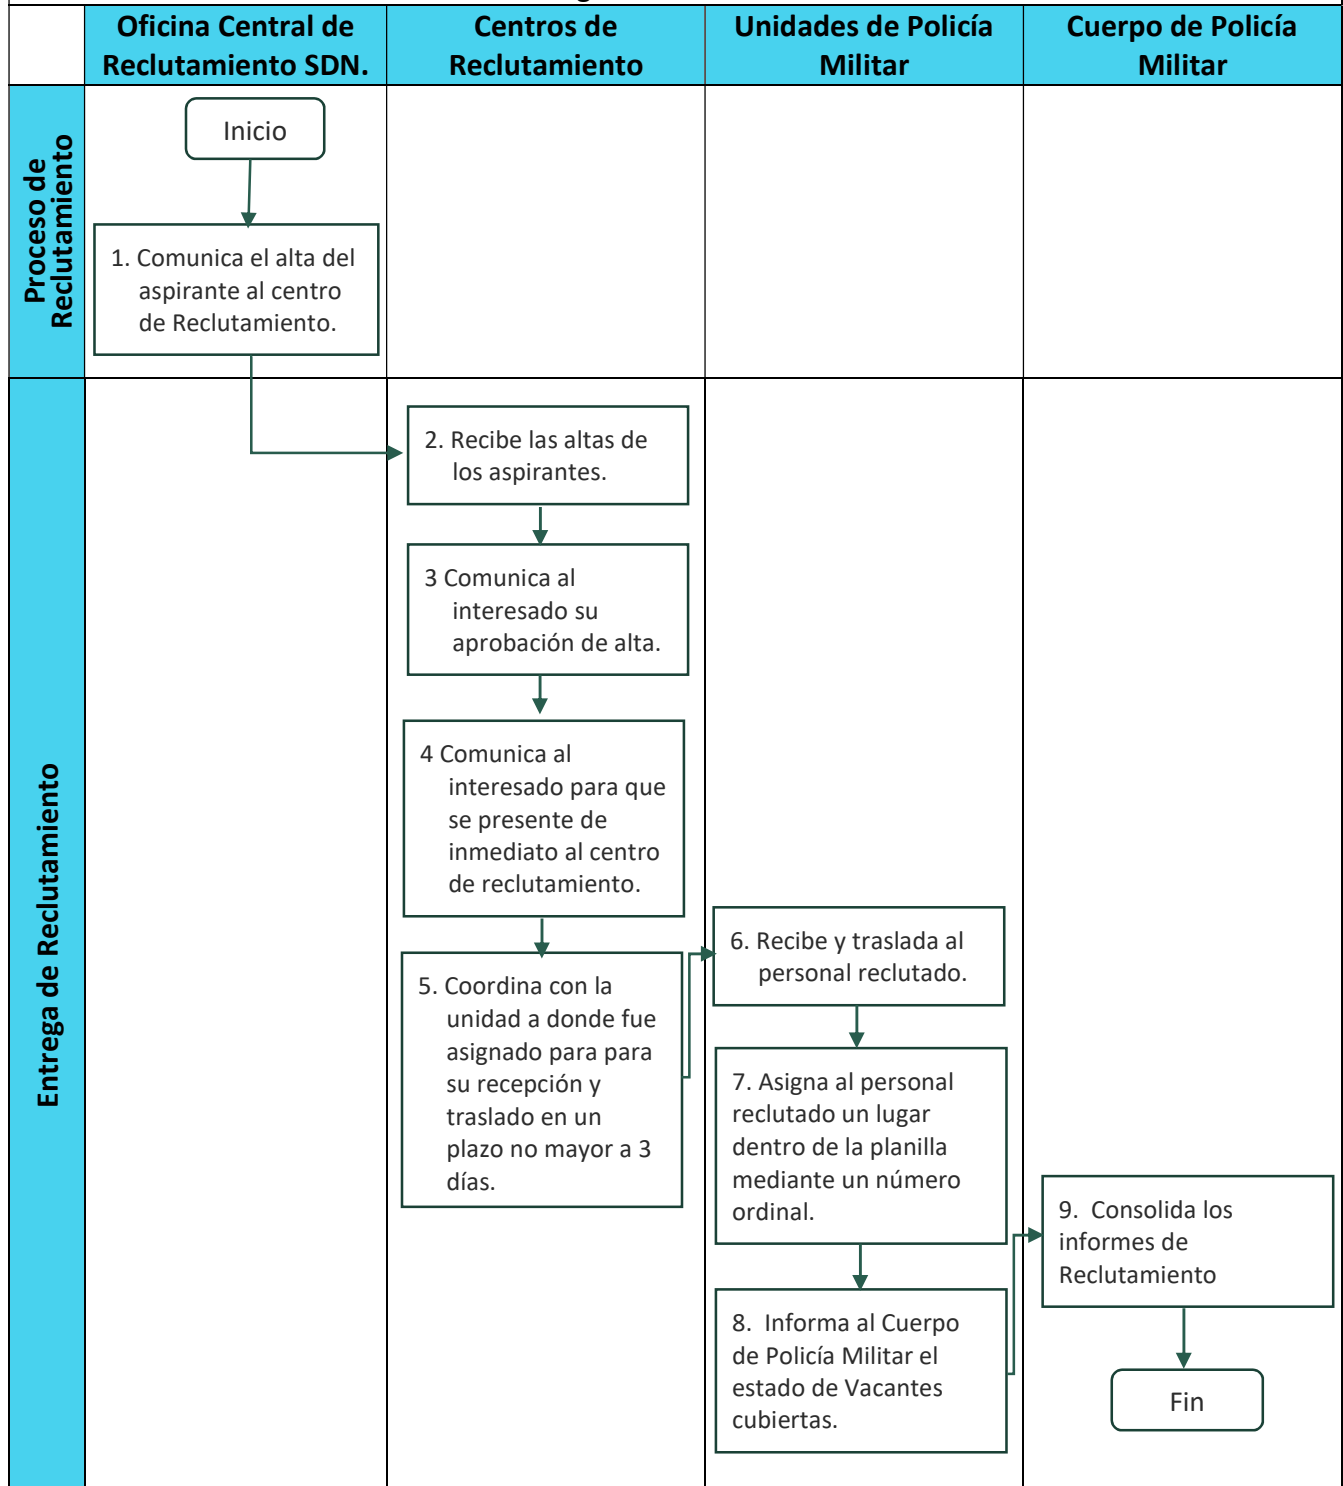 Oficina Central de
Reclutamiento SDN.
Centros de
Reclutamiento
Unidades de Policía
Militar
Cuerpo de Policía
Militar
Proceso de
Reclutamiento
Inicio
1. Comunica el alta del
aspirante al centro
de Reclutamiento.
Entrega de Reclutamiento
2. Recibe las altas de
los aspirantes.
3 Comunica al
interesado su
aprobación de alta.
4 Comunica al
interesado para que
se presente de
inmediato al centro
de reclutamiento.
5. Coordina con la
unidad a donde fue
asignado para para
su recepción y
traslado en un
plazo no mayor a 3
días.
6. Recibe y traslada al
personal reclutado.
7. Asigna al personal
reclutado un lugar
dentro de la planilla
mediante un número
ordinal.
8. Informa al Cuerpo
de Policía Militar el
estado de Vacantes
cubiertas.
9. Consolida los
informes de
Reclutamiento
Fin